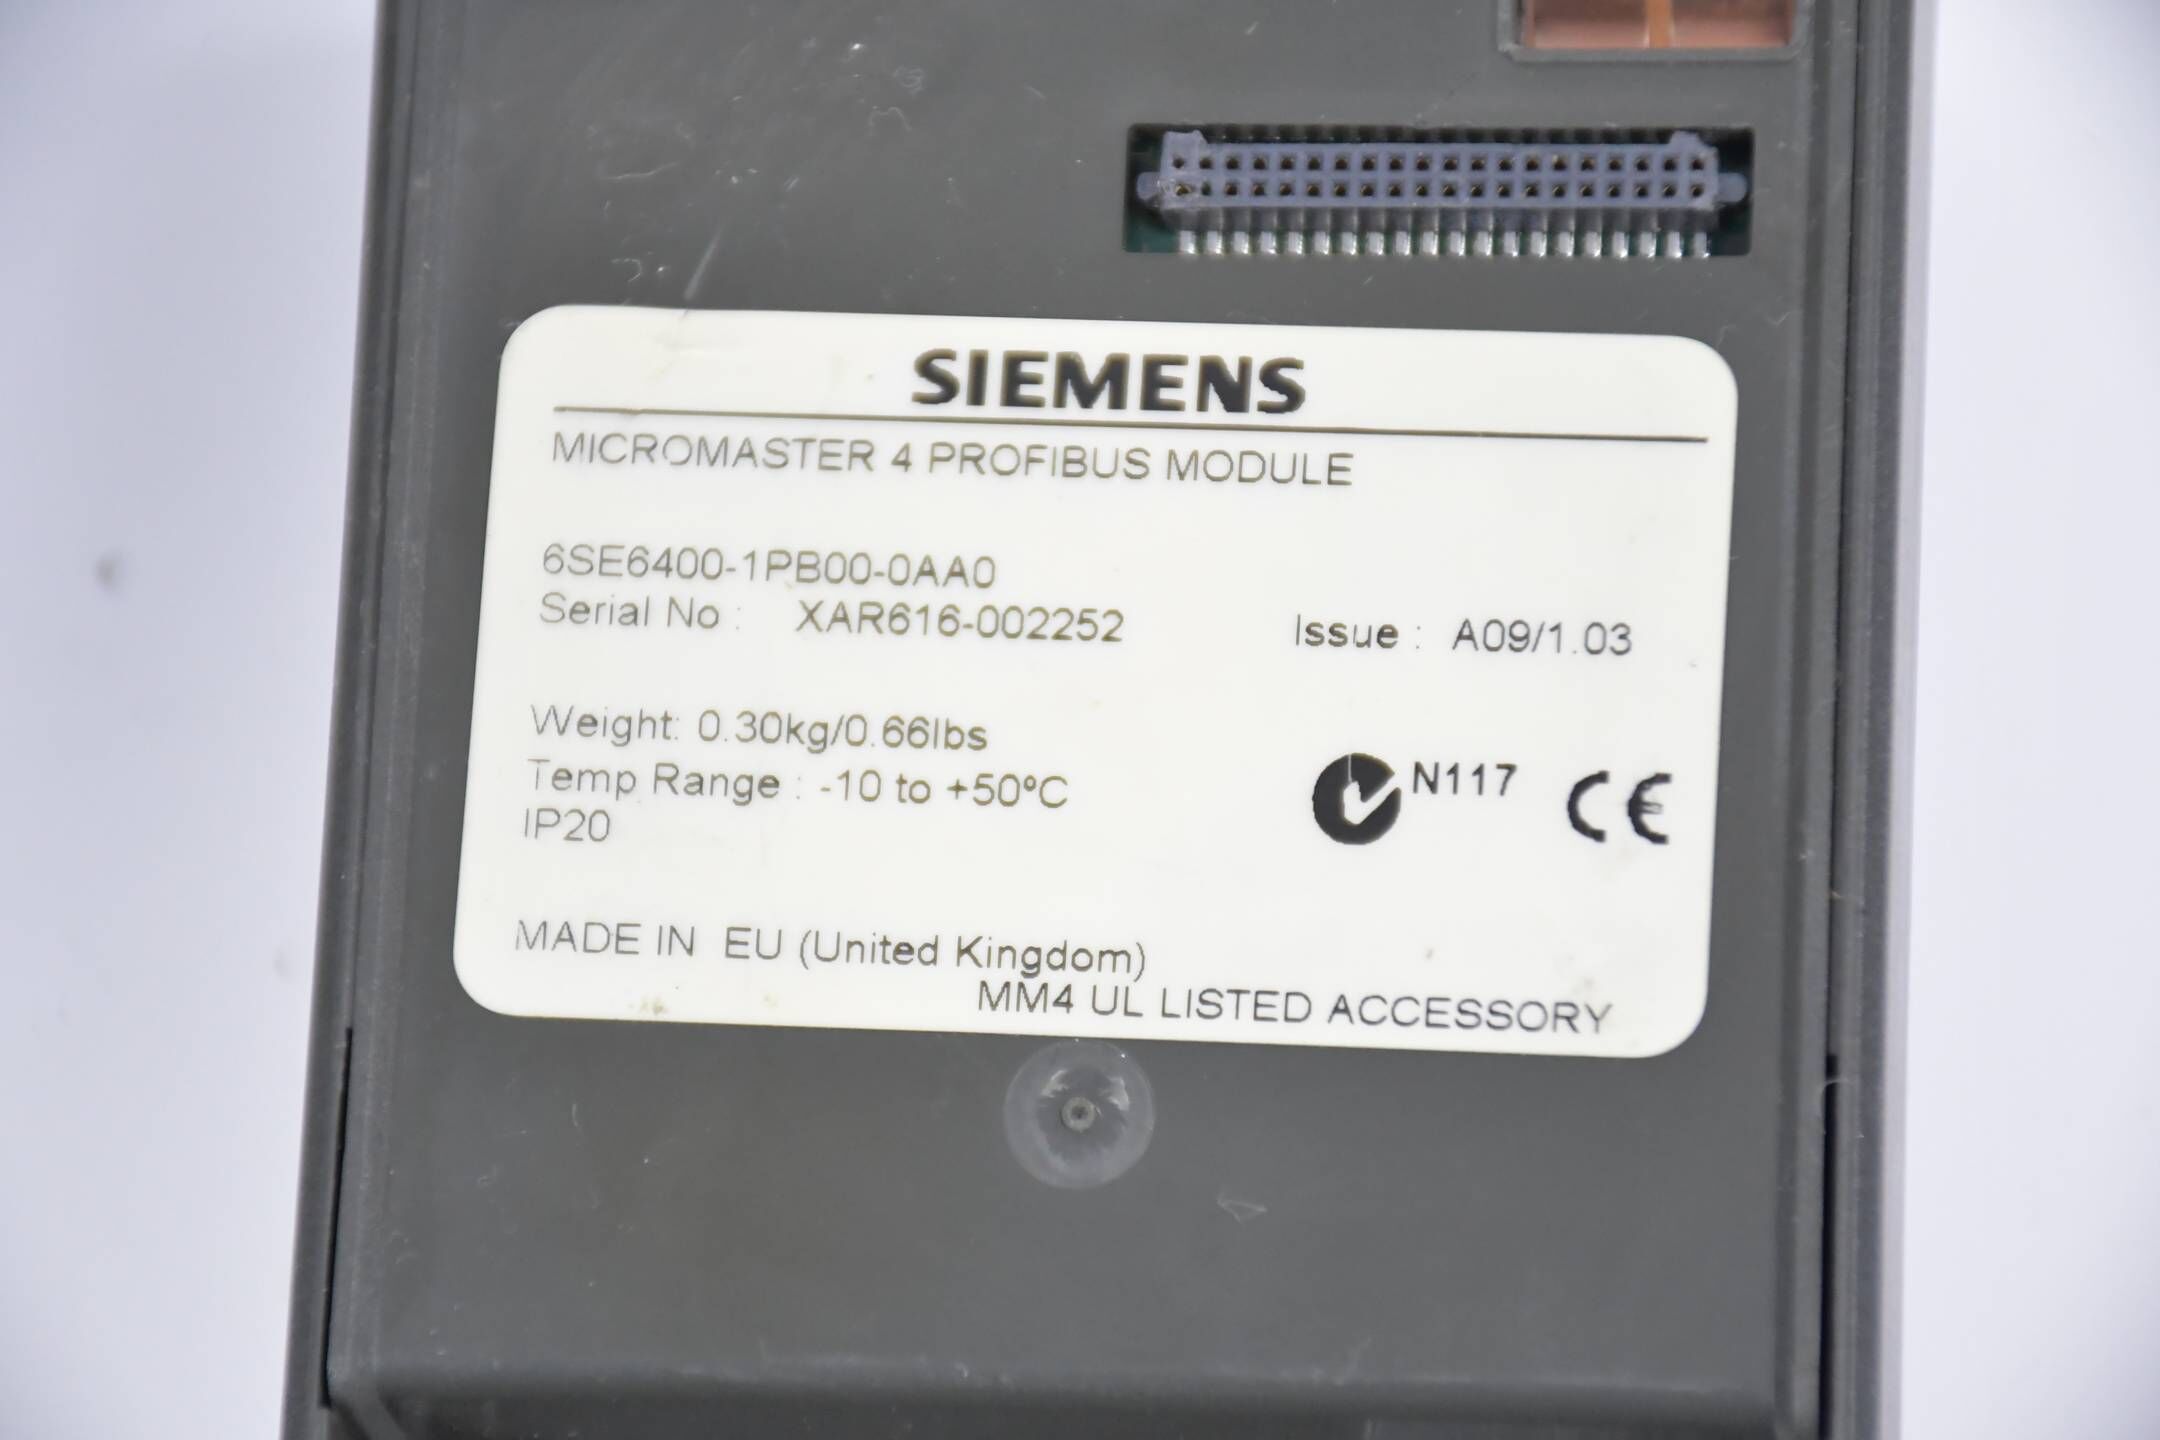 SIEMENS
MICROMASTER 4 PROFIBUS MODULE
6SE6400-1PB00-0AA0
Serial No : XAR616-002252 Issue : A09/1.03
Weight: 0.30kg/0.66lbs
Temp Range : -10 to +50ºC
IP20
N117 CE
MADE IN EU (United Kingdom)
MM4 UL LISTED ACCESSORY